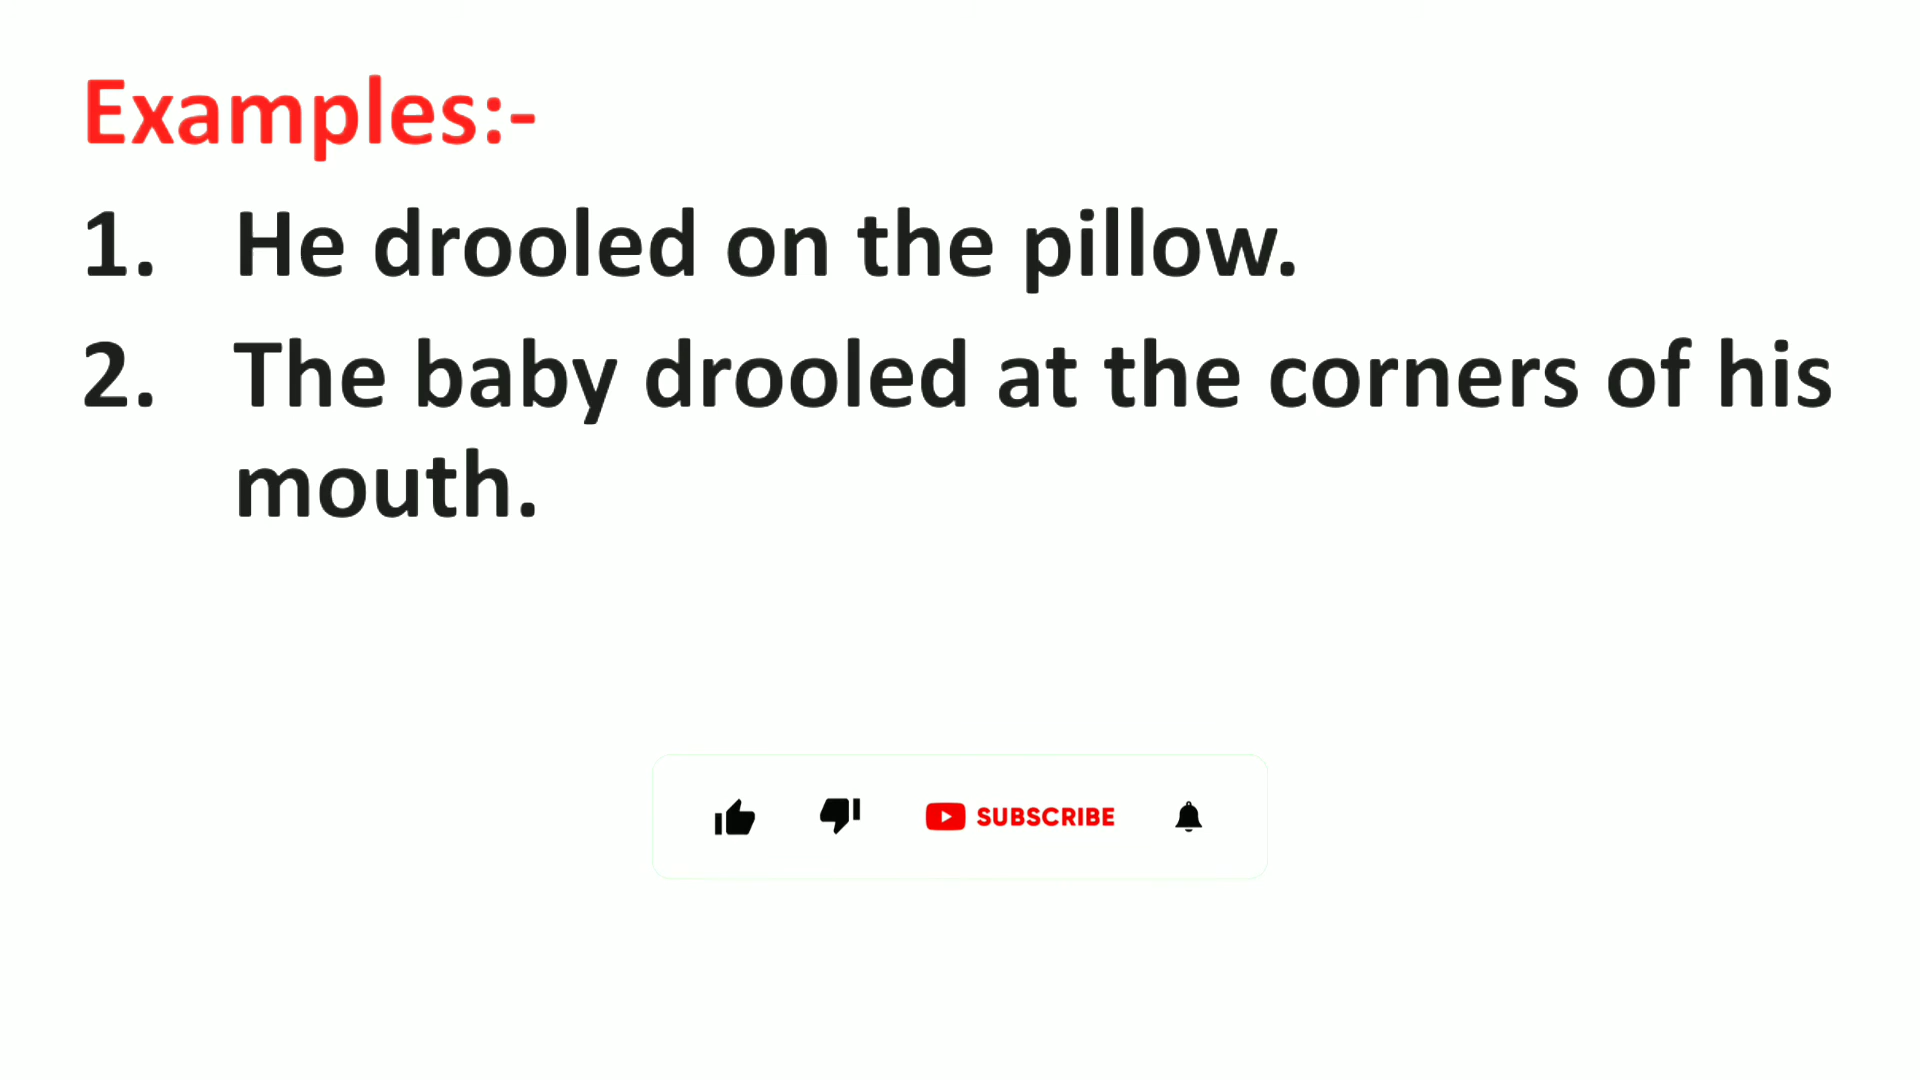 Examples:-
1. He drooled on the pillow.
2. The baby drooled at the corners of his
mouth.
SUBSCRIBE